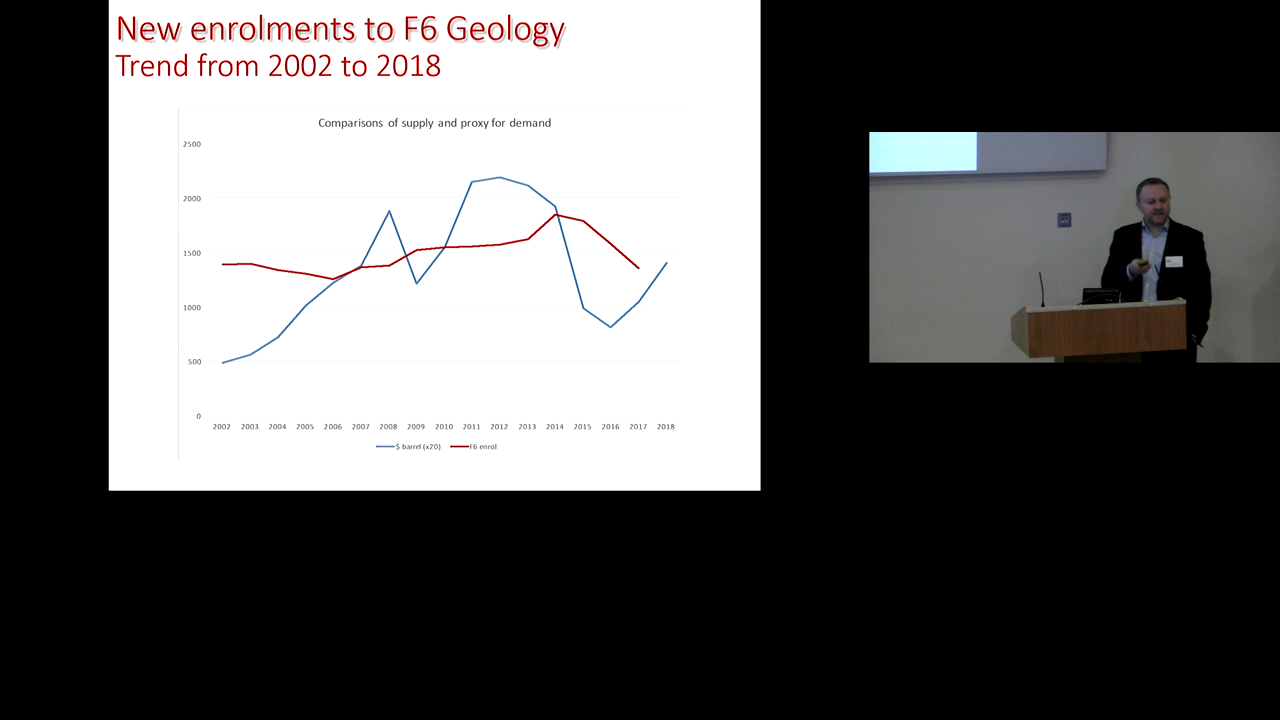 New enrolments to F6 Geology
Trend from 2002 to 2018
Comparisons of supply and proxy for demand
2500
2000
1500
1000
500
0
2002 2003 2004 2005 2006 2007 2008 2009 2010 2011 2012 2013 2014 2015 2016 2017 2018
$ barrel (x20) F6 enrol